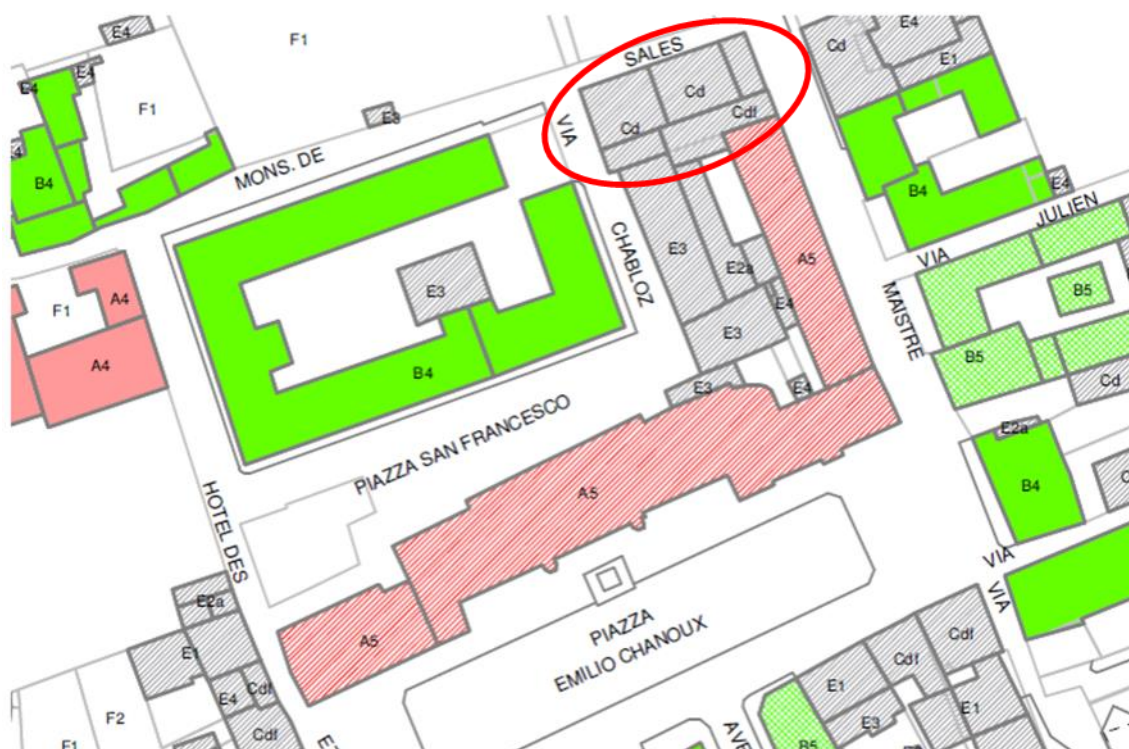 E4
F1
SALES
Cd
E4
E4
E4
Cd
E1
F1
E3
VIA
Cd
Cdf
E4
MONS. DE
B4
B4
E4
JULIEN
CHABLOZ
VIA
E3
E2a
A5
F1
A4
E3
E4
MAISTRE
B5
E3
B5
A4
B4
E3
E4
Cd
PIAZZA SAN FRANCESCO
E2a
A5
B4
HOTEL DES
VIA
VIA
E2a
PIAZZA
EMILIO CHANOUX
A5
Cdf
E1
Cdf
E4
Cdf
E1
E1
F2
E3
Cdf
F1
B5
AVE